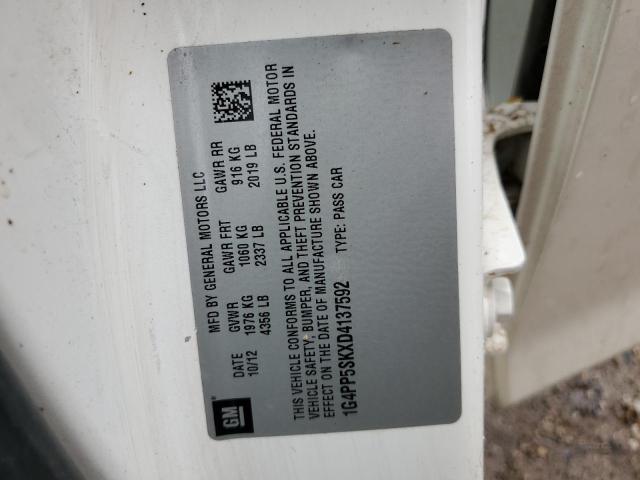 MFD BY GENERAL MOTORS LLC
DATE GVWR GAWR FRT GAWR RR
10/12 1976 KG 1060 KG 916 KG
4356 LB 2337 LB 2019 LB
THIS VEHICLE CONFORMS TO ALL APPLICABLE U.S. FEDERAL MOTOR
VEHICLE SAFETY, BUMPER, AND THEFT PREVENTION STANDARDS IN
EFFECT ON THE DATE OF MANUFACTURE SHOWN ABOVE.
1G4PP5SKXD4137592 TYPE: PASS CAR
GM®